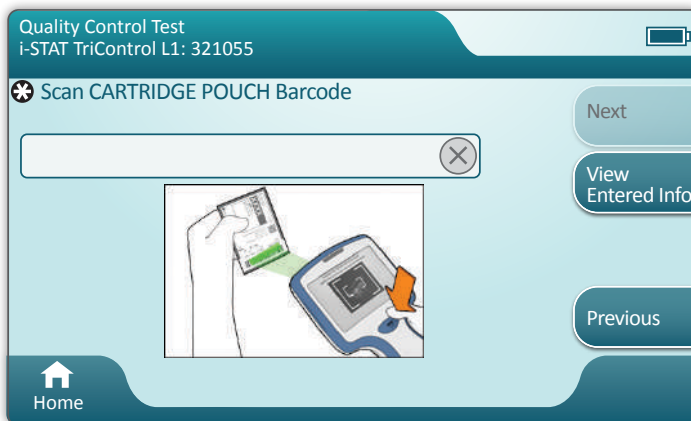 Quality Control Test
i-STAT TriControl L1: 321055
Scan CARTRIDGE POUCH Barcode
Next
View
Entered Info
Previous
Home